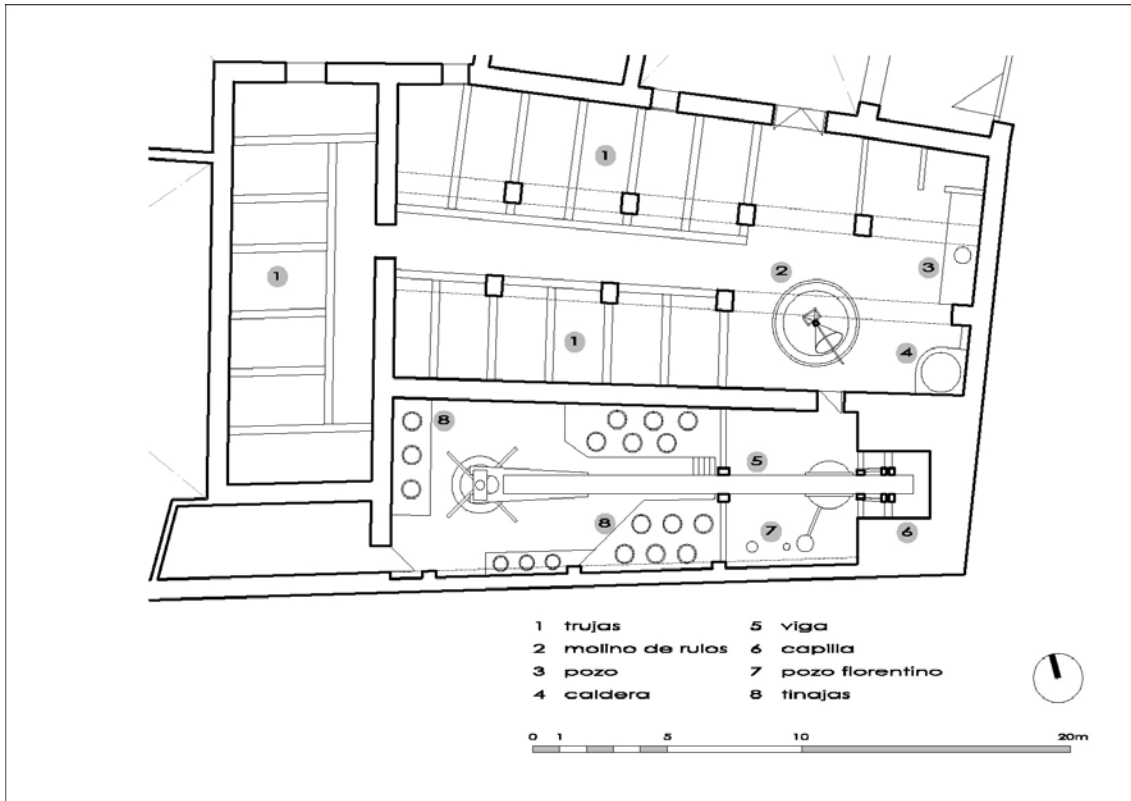 1
1
2
3
1
4
8
5
8
7
6
1 trujas
2 molino de rulos
3 pozo
4 caldera
5 viga
6 capilla
7 pozo florentino
8 tinajas
0 1 5 10 20m